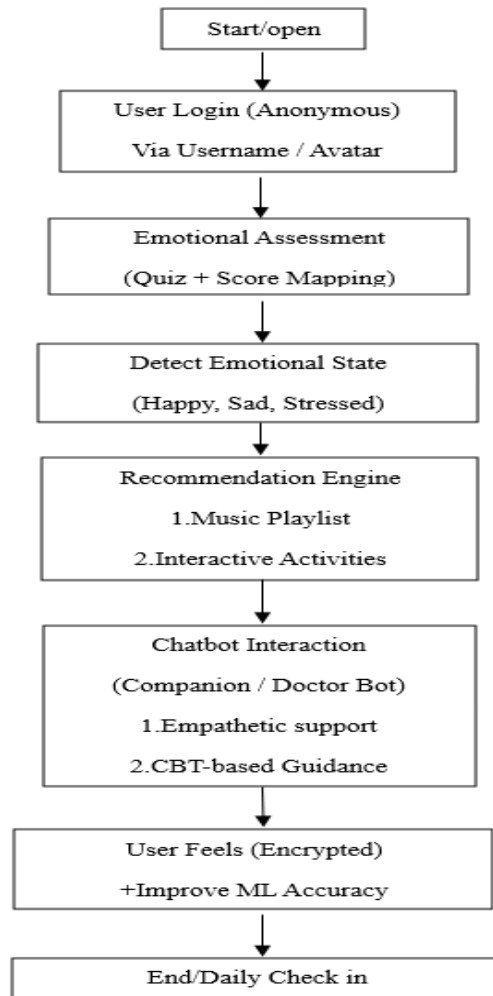 Start/open
User Login (Anonymous)
Via Username / Avatar
Emotional Assessment
(Quiz + Score Mapping)
Detect Emotional State
(Happy, Sad, Stressed)
Recommendation Engine
1.Music Playlist
2.Interactive Activities
Chatbot Interaction
(Companion / Doctor Bot)
1.Empathetic support
2.CBT-based Guidance
User Feels (Encrypted)
+Improve ML Accuracy
End/Daily Check in